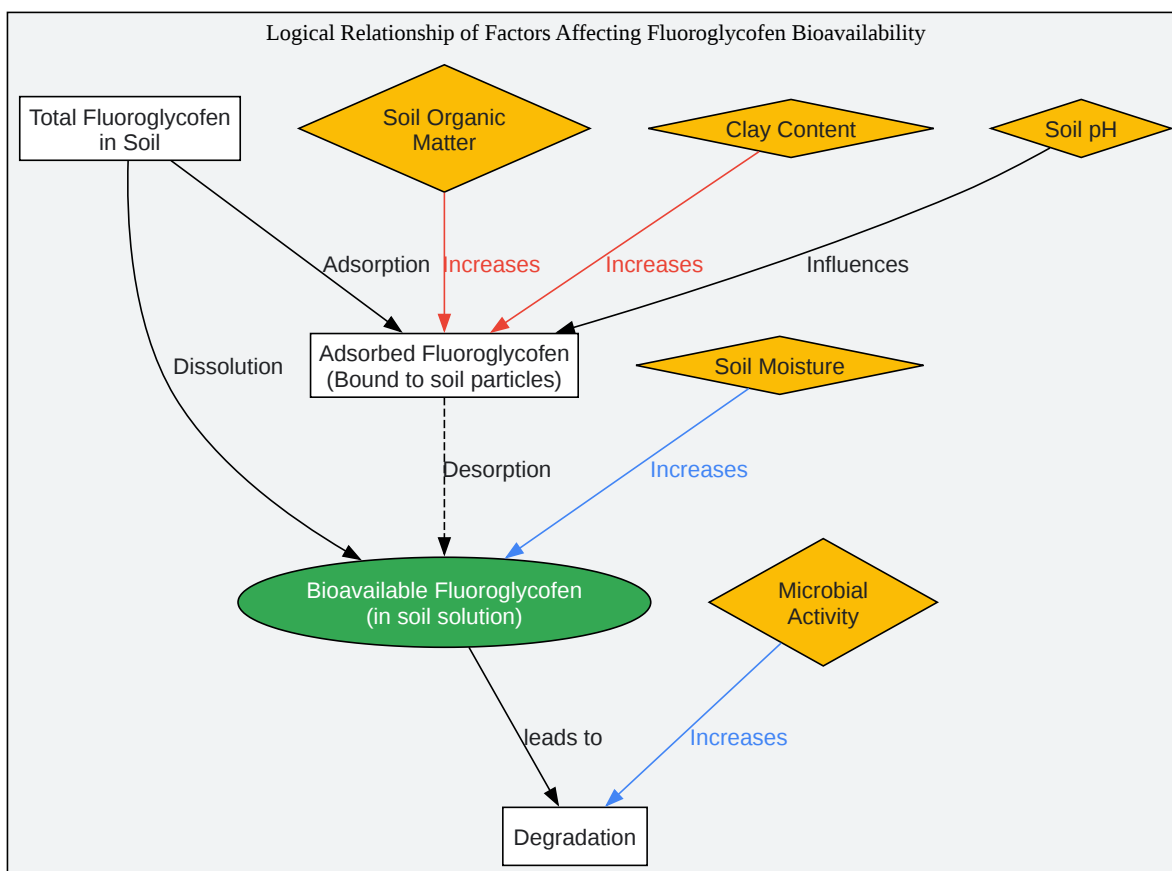 Logical Relationship of Factors Affecting Fluoroglycofen Bioavailability
Total Fluoroglycofen
in Soil
Soil Organic
Matter
Clay Content
Soil pH
Adsorption
Increases
Increases
Influences
Dissolution
Adsorbed Fluoroglycofen
(Bound to soil particles)
Soil Moisture
Desorption
Increases
Bioavailable Fluoroglycofen
(in soil solution)
Microbial
Activity
leads to
Increases
Degradation